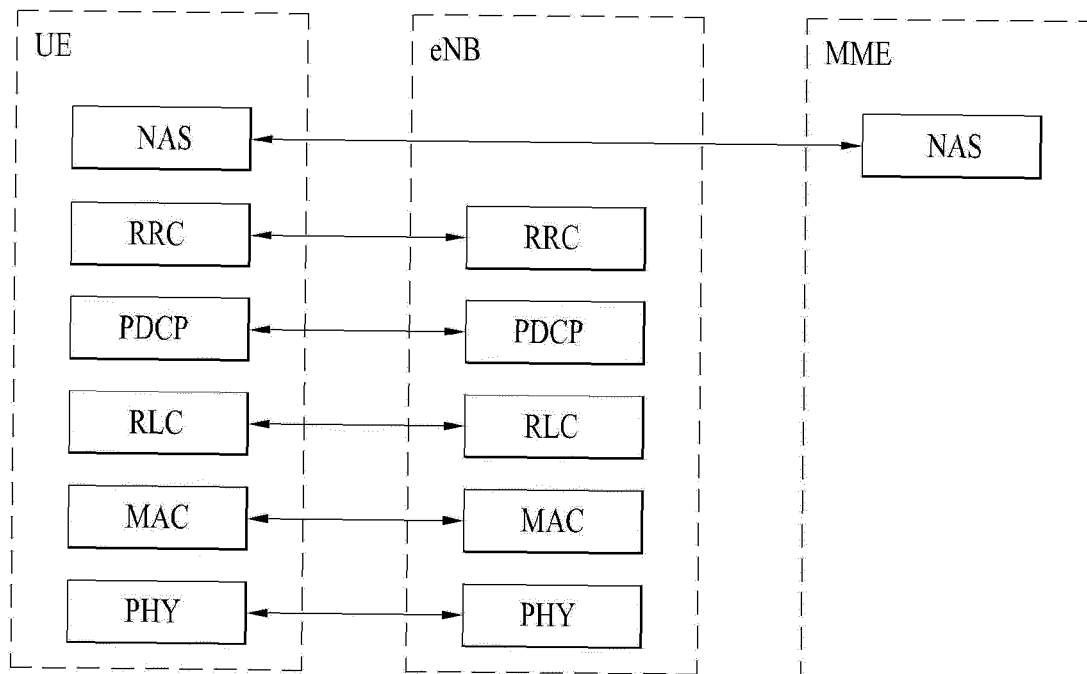 UE
eNB
MME
NAS
NAS
RRC
RRC
PDCP
PDCP
RLC
RLC
MAC
MAC
PHY
PHY